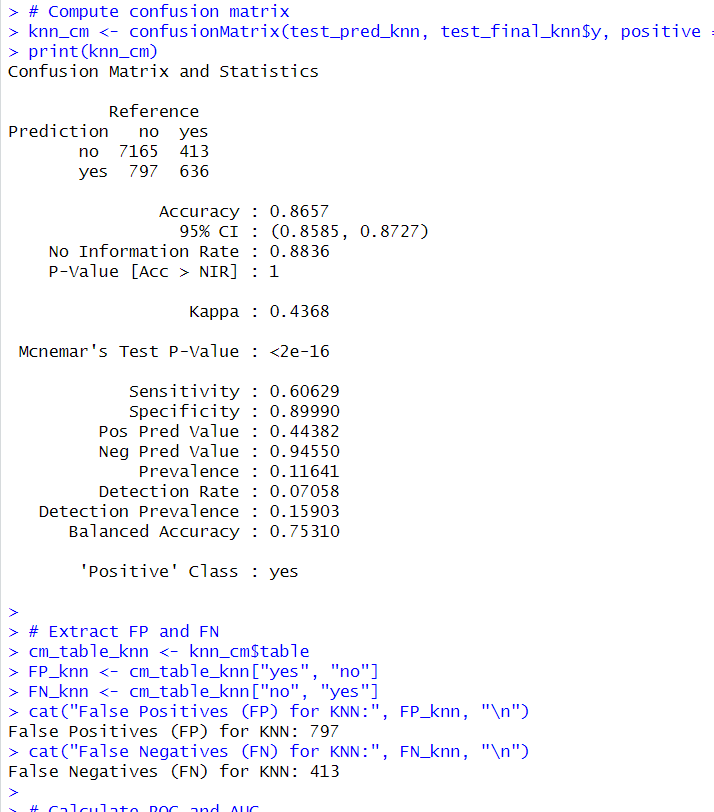 > # Compute confusion matrix
> knn_cm <- confusionMatrix(test_pred_knn, test_final_knn$y, positive =
> print(knn_cm)
Confusion Matrix and Statistics
          Reference
Prediction   no  yes
       no  7165  413
       yes  797  636
               Accuracy : 0.8657
                 95% CI : (0.8585, 0.8727)
    No Information Rate : 0.8836
    P-Value [Acc > NIR] : 1
                  Kappa : 0.4368
 Mcnemar's Test P-Value : <2e-16
            Sensitivity : 0.60629
            Specificity : 0.89990
         Pos Pred Value : 0.44382
         Neg Pred Value : 0.94550
             Prevalence : 0.11641
         Detection Rate : 0.07058
   Detection Prevalence : 0.15903
      Balanced Accuracy : 0.75310
       'Positive' Class : yes
>
> # Extract FP and FN
> cm_table_knn <- knn_cm$table
> FP_knn <- cm_table_knn["yes", "no"]
> FN_knn <- cm_table_knn["no", "yes"]
> cat("False Positives (FP) for KNN:", FP_knn, "\n")
False Positives (FP) for KNN: 797
> cat("False Negatives (FN) for KNN:", FN_knn, "\n")
False Negatives (FN) for KNN: 413
>
> # Calculate ROC and AUC